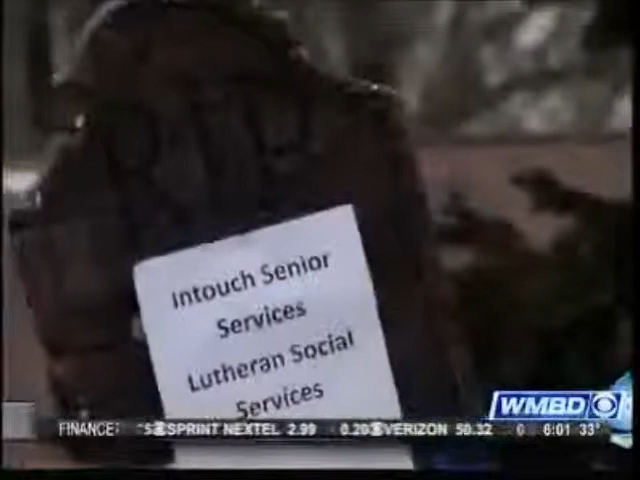 Intouch Senior
Services
Lutheran Social
Services
WMBD
FINANCE: SPRINT NEXTEL 2.99 0.20 VERIZON 50.32 6:01 33°